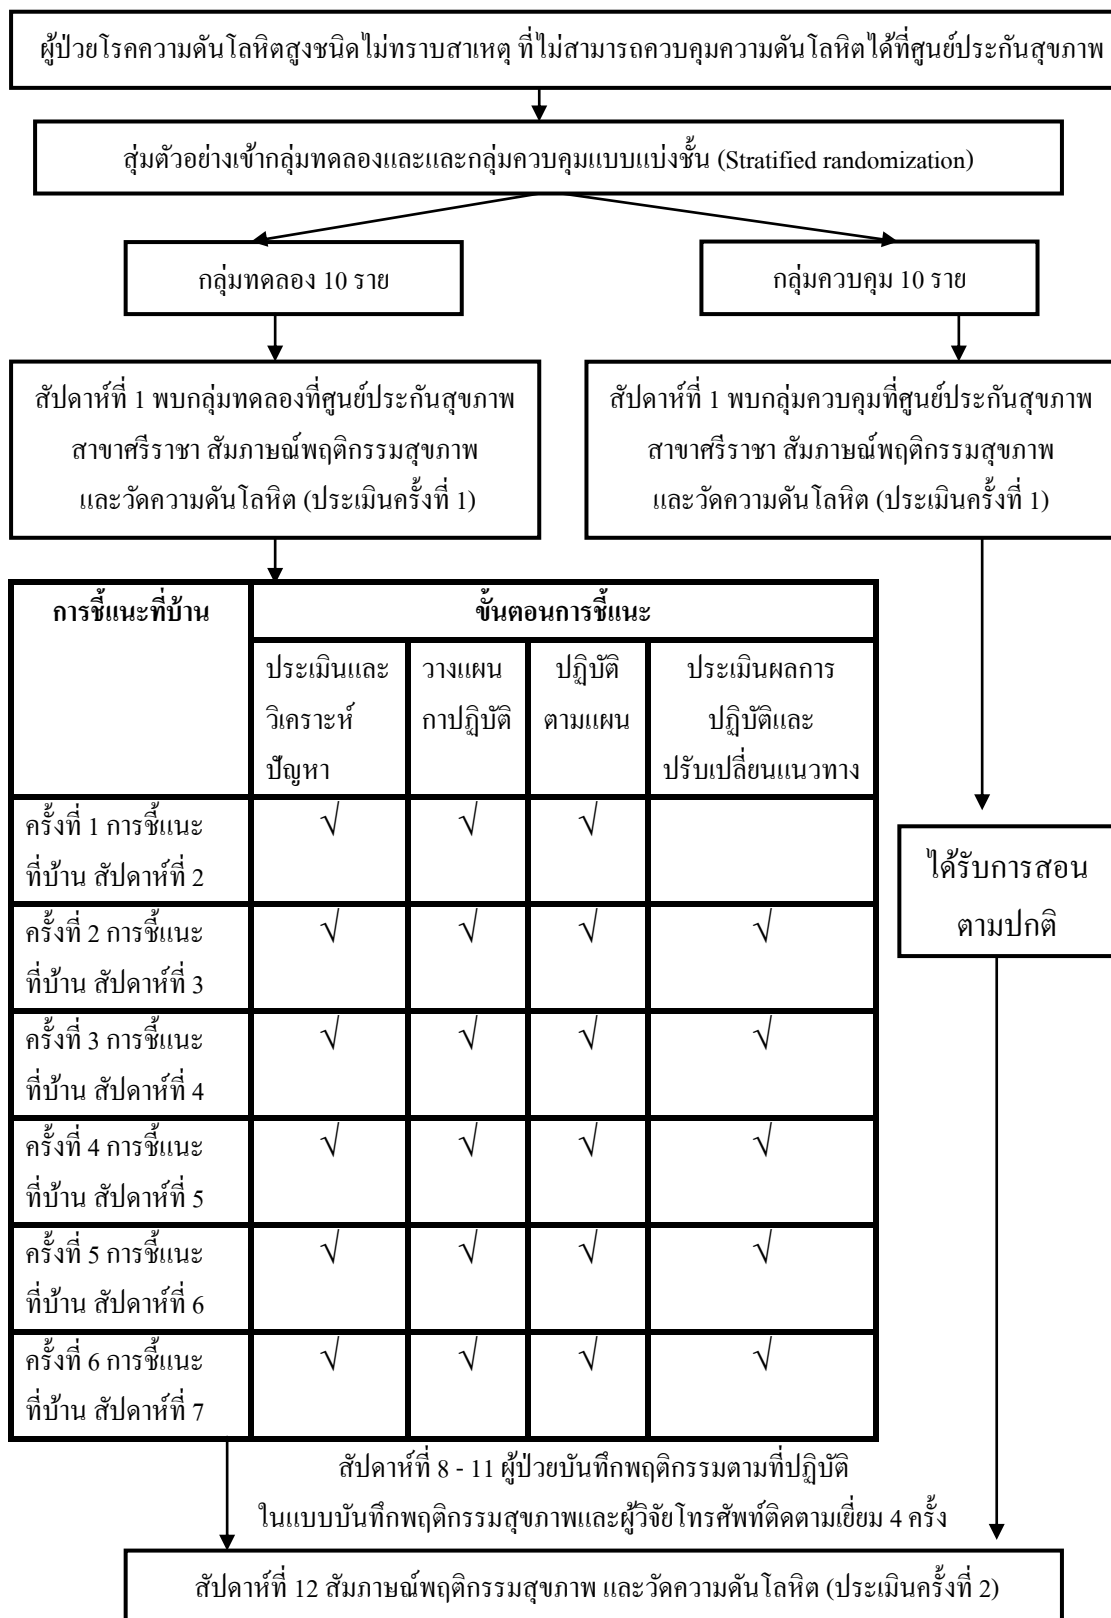 ผู้ป่วยโรคความดันโลหิตสูงชนิดไม่ทราบสาเหตุ ที่ไม่สามารถควบคุมความดันโลหิตได้ที่ศูนย์ประกันสุขภาพ
สุ่มตัวอย่างเข้ากลุ่มทดลองและและกลุ่มควบคุมแบบแบ่งชั้น (Stratified randomization)
กลุ่มทดลอง 10 ราย
กลุ่มควบคุม 10 ราย
สัปดาห์ที่ 1 พบกลุ่มทดลองที่ศูนย์ประกันสุขภาพ
สาขาศรีราชา สัมภาษณ์พฤติกรรมสุขภาพ
และวัดความดันโลหิต (ประเมินครั้งที่ 1)
สัปดาห์ที่ 1 พบกลุ่มควบคุมที่ศูนย์ประกันสุขภาพ
สาขาศรีราชา สัมภาษณ์พฤติกรรมสุขภาพ
และวัดความดันโลหิต (ประเมินครั้งที่ 1)
การชี้แนะที่บ้าน
ขั้นตอนการชี้แนะ
ประเมินและ
วิเคราะห์
ปัญหา
วางแผน
กาปฏิบัติ
ปฏิบัติ
ตามแผน
ประเมินผลการ
ปฏิบัติและ
ปรับเปลี่ยนแนวทาง
ครั้งที่ 1 การชี้แนะ √ √ √
ที่บ้าน สัปดาห์ที่ 2
ครั้งที่ 2 การชี้แนะ √ √ √ √
ที่บ้าน สัปดาห์ที่ 3
ครั้งที่ 3 การชี้แนะ √ √ √ √
ที่บ้าน สัปดาห์ที่ 4
ครั้งที่ 4 การชี้แนะ √ √ √ √
ที่บ้าน สัปดาห์ที่ 5
ครั้งที่ 5 การชี้แนะ √ √ √ √
ที่บ้าน สัปดาห์ที่ 6
ครั้งที่ 6 การชี้แนะ √ √ √ √
ที่บ้าน สัปดาห์ที่ 7
ได้รับการสอน
ตามปกติ
สัปดาห์ที่ 8 - 11 ผู้ป่วยบันทึกพฤติกรรมตามที่ปฏิบัติ
ในแบบบันทึกพฤติกรรมสุขภาพและผู้วิจัยโทรศัพท์ติดตามเยี่ยม 4 ครั้ง
สัปดาห์ที่ 12 สัมภาษณ์พฤติกรรมสุขภาพ และวัดความดันโลหิต (ประเมินครั้งที่ 2)